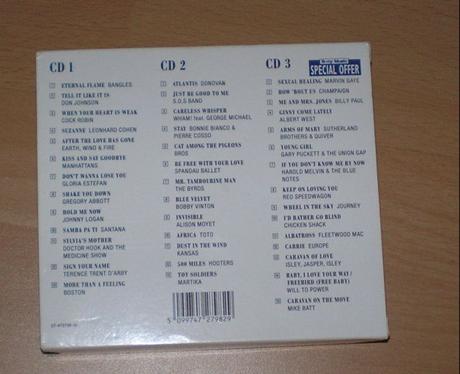 CD 1
ETERNAL FLAME BANGLES
TELL IT LIKE IT IS
DON JOHNSON
WHEN YOUR HEART IS WEAK
COCK ROBIN
SUZANNE LEONHARD COHEN
AFTER THE LOVE HAS GONE
EARTH, WIND & FIRE
KISS AND SAY GOODBYE
MANHATTANS
DON'T WANNA LOSE YOU
GLORIA ESTEFAN
SHAKE YOU DOWN
GREGORY ABBOTT
HOLD ME NOW
JOHNNY LOGAN
SAMBA PA TI SANTANA
SYLVIA'S MOTHER
DOCTOR HOOK AND THE
MEDICINE SHOW
SIGN YOUR NAME
TERENCE TRENT D'ARBY
MORE THAN A FEELING
BOSTON
CD 2
ATLANTIS DONOVAN
JUST BE GOOD TO ME
S.O.S BAND
CARELESS WHISPER
WHAM! feat. GEORGE MICHAEL
STAY BONNIE BIANCO &
PIERRE COSSO
CAT AMONG THE PIGEONS
BROS
BE FREE WITH YOUR LOVE
SPANDAU BALLET
MR. TAMBOURINE MAN
THE BYRDS
BLUE VELVET
BOBBY VINTON
INVISIBLE
ALISON MOYET
AFRICA TOTO
DUST IN THE WIND
KANSAS
500 MILES HOOTERS
TOY SOLDIERS
MARTIKA
5 099747 279829
CD 3
SPECIAL OFFER
SEXUAL HEALING MARVIN GAYE
HOW 'BOUT US CHAMPAIGN
ME AND MRS. JONES BILLY PAUL
GINNY COME LATELY
ALBERT WEST
ARMS OF MARY SUTHERLAND
BROTHERS & QUIVER
YOUNG GIRL
GARY PUCKETT & THE UNION GAP
IF YOU DON'T KNOW ME BY NOW
HAROLD MELVIN & THE BLUE
NOTES
KEEP ON LOVING YOU
REO SPEEDWAGON
WHEEL IN THE SKY JOURNEY
I'D RATHER GO BLIND
CHICKEN SHACK
ALBATROSS FLEETWOOD MAC
CARRIE EUROPE
CARAVAN OF LOVE
ISLEY, JASPER, ISLEY
BABY, I LOVE YOUR WAY /
FREEBIRD (FREE BABY)
WILL TO POWER
CARAVAN ON THE MOVE
MIKE BATT